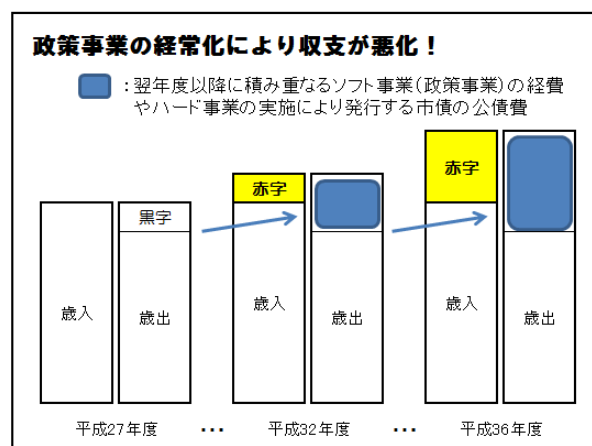 政策事業の経常化により収支が悪化！
：翌年度以降に積み重なるソフト事業（政策事業）の経費
やハード事業の実施により発行する市債の公債費
赤字
赤字
黒字
歳入
歳出
歳入
歳出
歳入
歳出
平成27年度 ・・・ 平成32年度 ・・・ 平成36年度